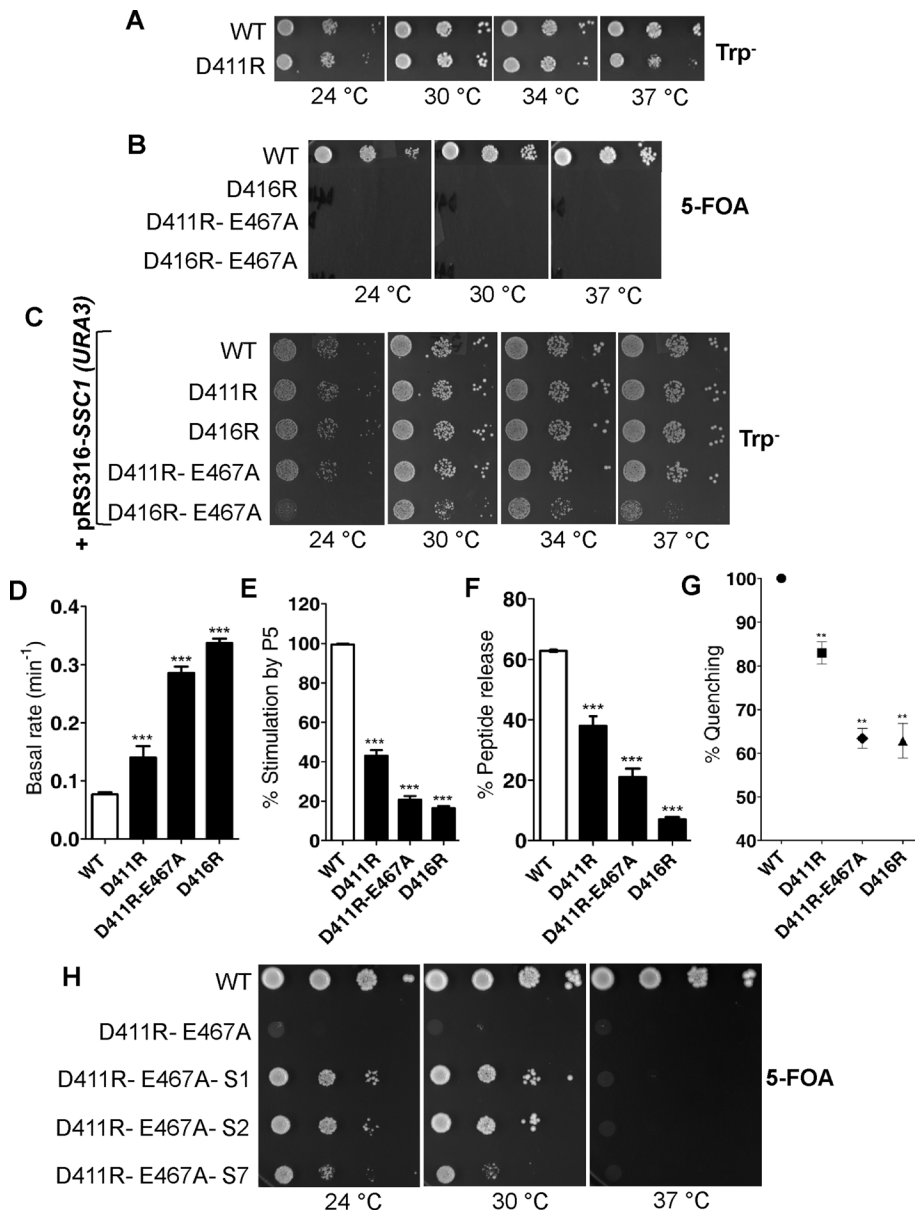 A
WT
D411R
Trp-
24 °C 30 °C 34 °C 37 °C
B
WT
D416R
D411R- E467A
D416R- E467A
5-FOA
24 °C 30 °C 37 °C
C
+ pRS316-SSC1 (URA3)
WT
D411R
D416R
D411R- E467A
D416R- E467A
Trp-
24 °C 30 °C 34 °C 37 °C
D
Basal rate (min-1)
0.4
0.3
0.2
0.1
0.0
***
***
***
WT D411R D411R-E467A D416R
E
% Stimulation by P5
120
100
80
60
40
20
0
***
***
***
WT D411R D411R-E467A D416R
F
% Peptide release
80
60
40
20
0
***
***
***
WT D411R D411R-E467A D416R
G
% Quenching
100
90
80
70
60
50
40
**
**
**
WT D411R D411R-E467A D416R
H
WT
D411R- E467A
D411R- E467A- S1
D411R- E467A- S2
D411R- E467A- S7
5-FOA
24 °C 30 °C 37 °C